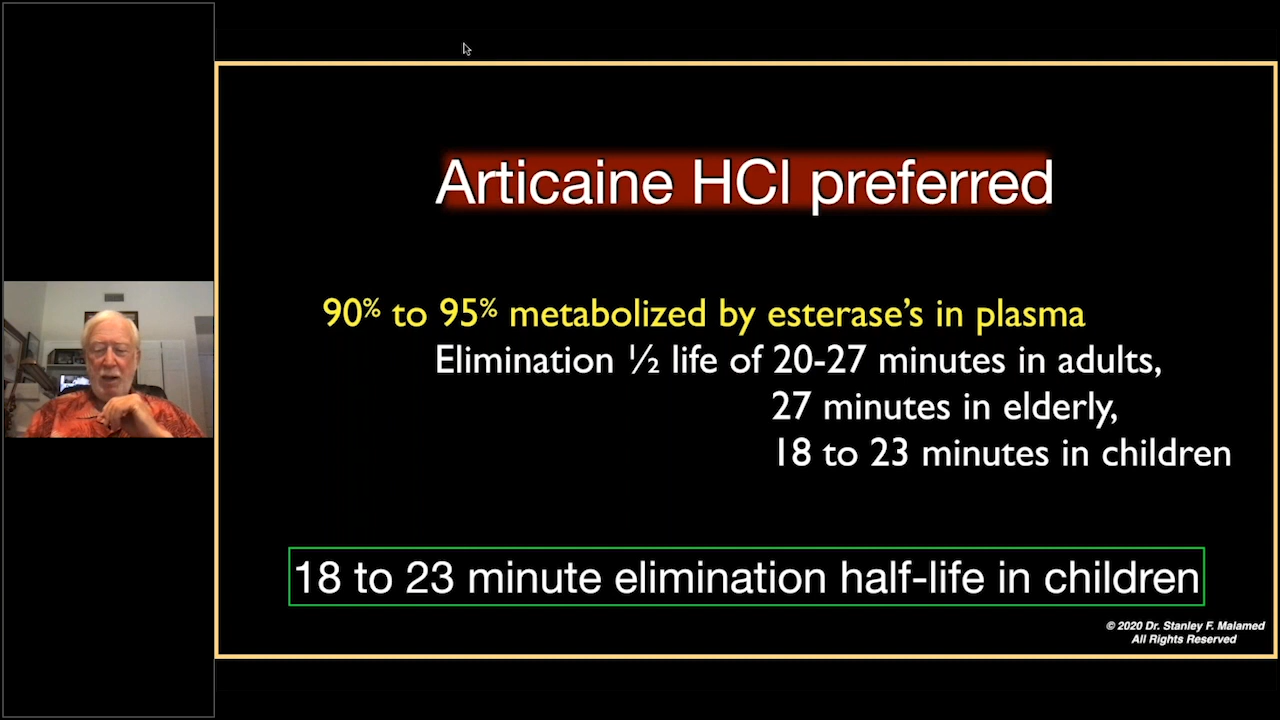 Articaine HCl preferred
90% to 95% metabolized by esterase's in plasma
Elimination ½ life of 20-27 minutes in adults,
27 minutes in elderly,
18 to 23 minutes in children
18 to 23 minute elimination half-life in children
© 2020 Dr. Stanley F. Malamed
All Rights Reserved